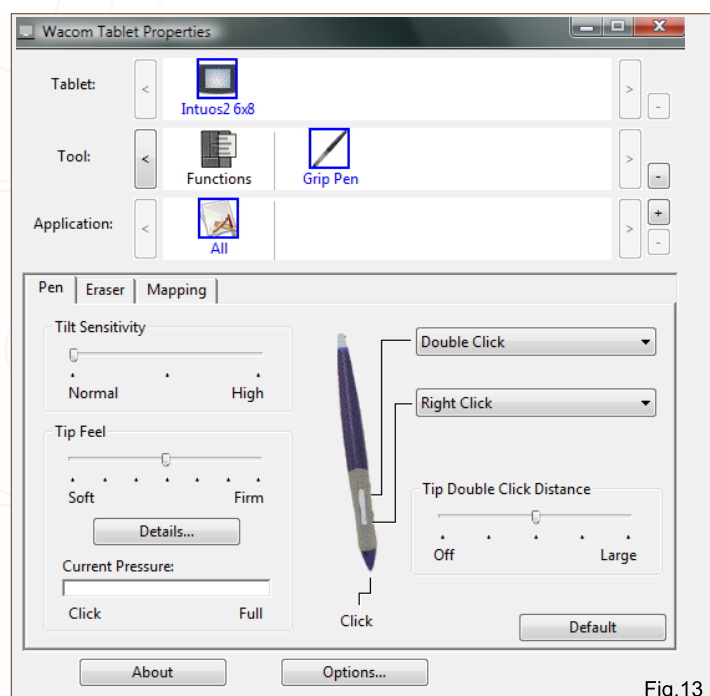 Wacom Tablet Properties
Tablet:
<
Intuos2 6x8
>
-
Tool:
<
Functions
Grip Pen
>
-
Application:
<
All
>
+
-
Pen Eraser Mapping
Tilt Sensitivity
Normal High
Tip Feel
Soft Firm
Details...
Current Pressure:
Click Full
Double Click
Right Click
Click
Tip Double Click Distance
Off Large
Default
About Options...
Fig.13